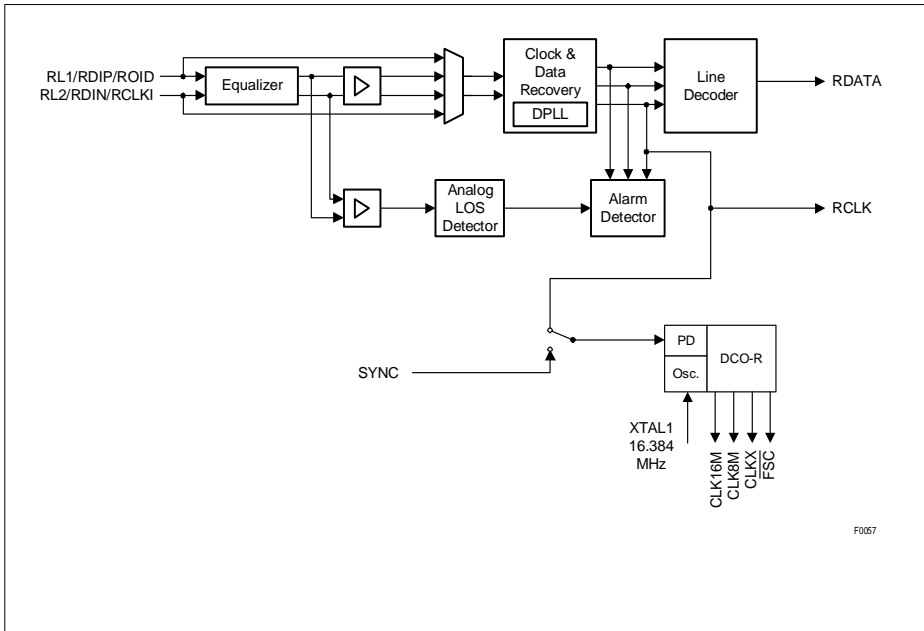 RL1/RDIP/ROID
RL2/RDIN/RCLKI
Equalizer
Clock &
Data
Recovery
DPLL
Line
Decoder
RDATA
Analog
LOS
Detector
Alarm
Detector
RCLK
SYNC
PD
Osc.
DCO-R
XTAL1
16.384
MHz
CLK16M
CLK8M
CLKX
FSC
F0057